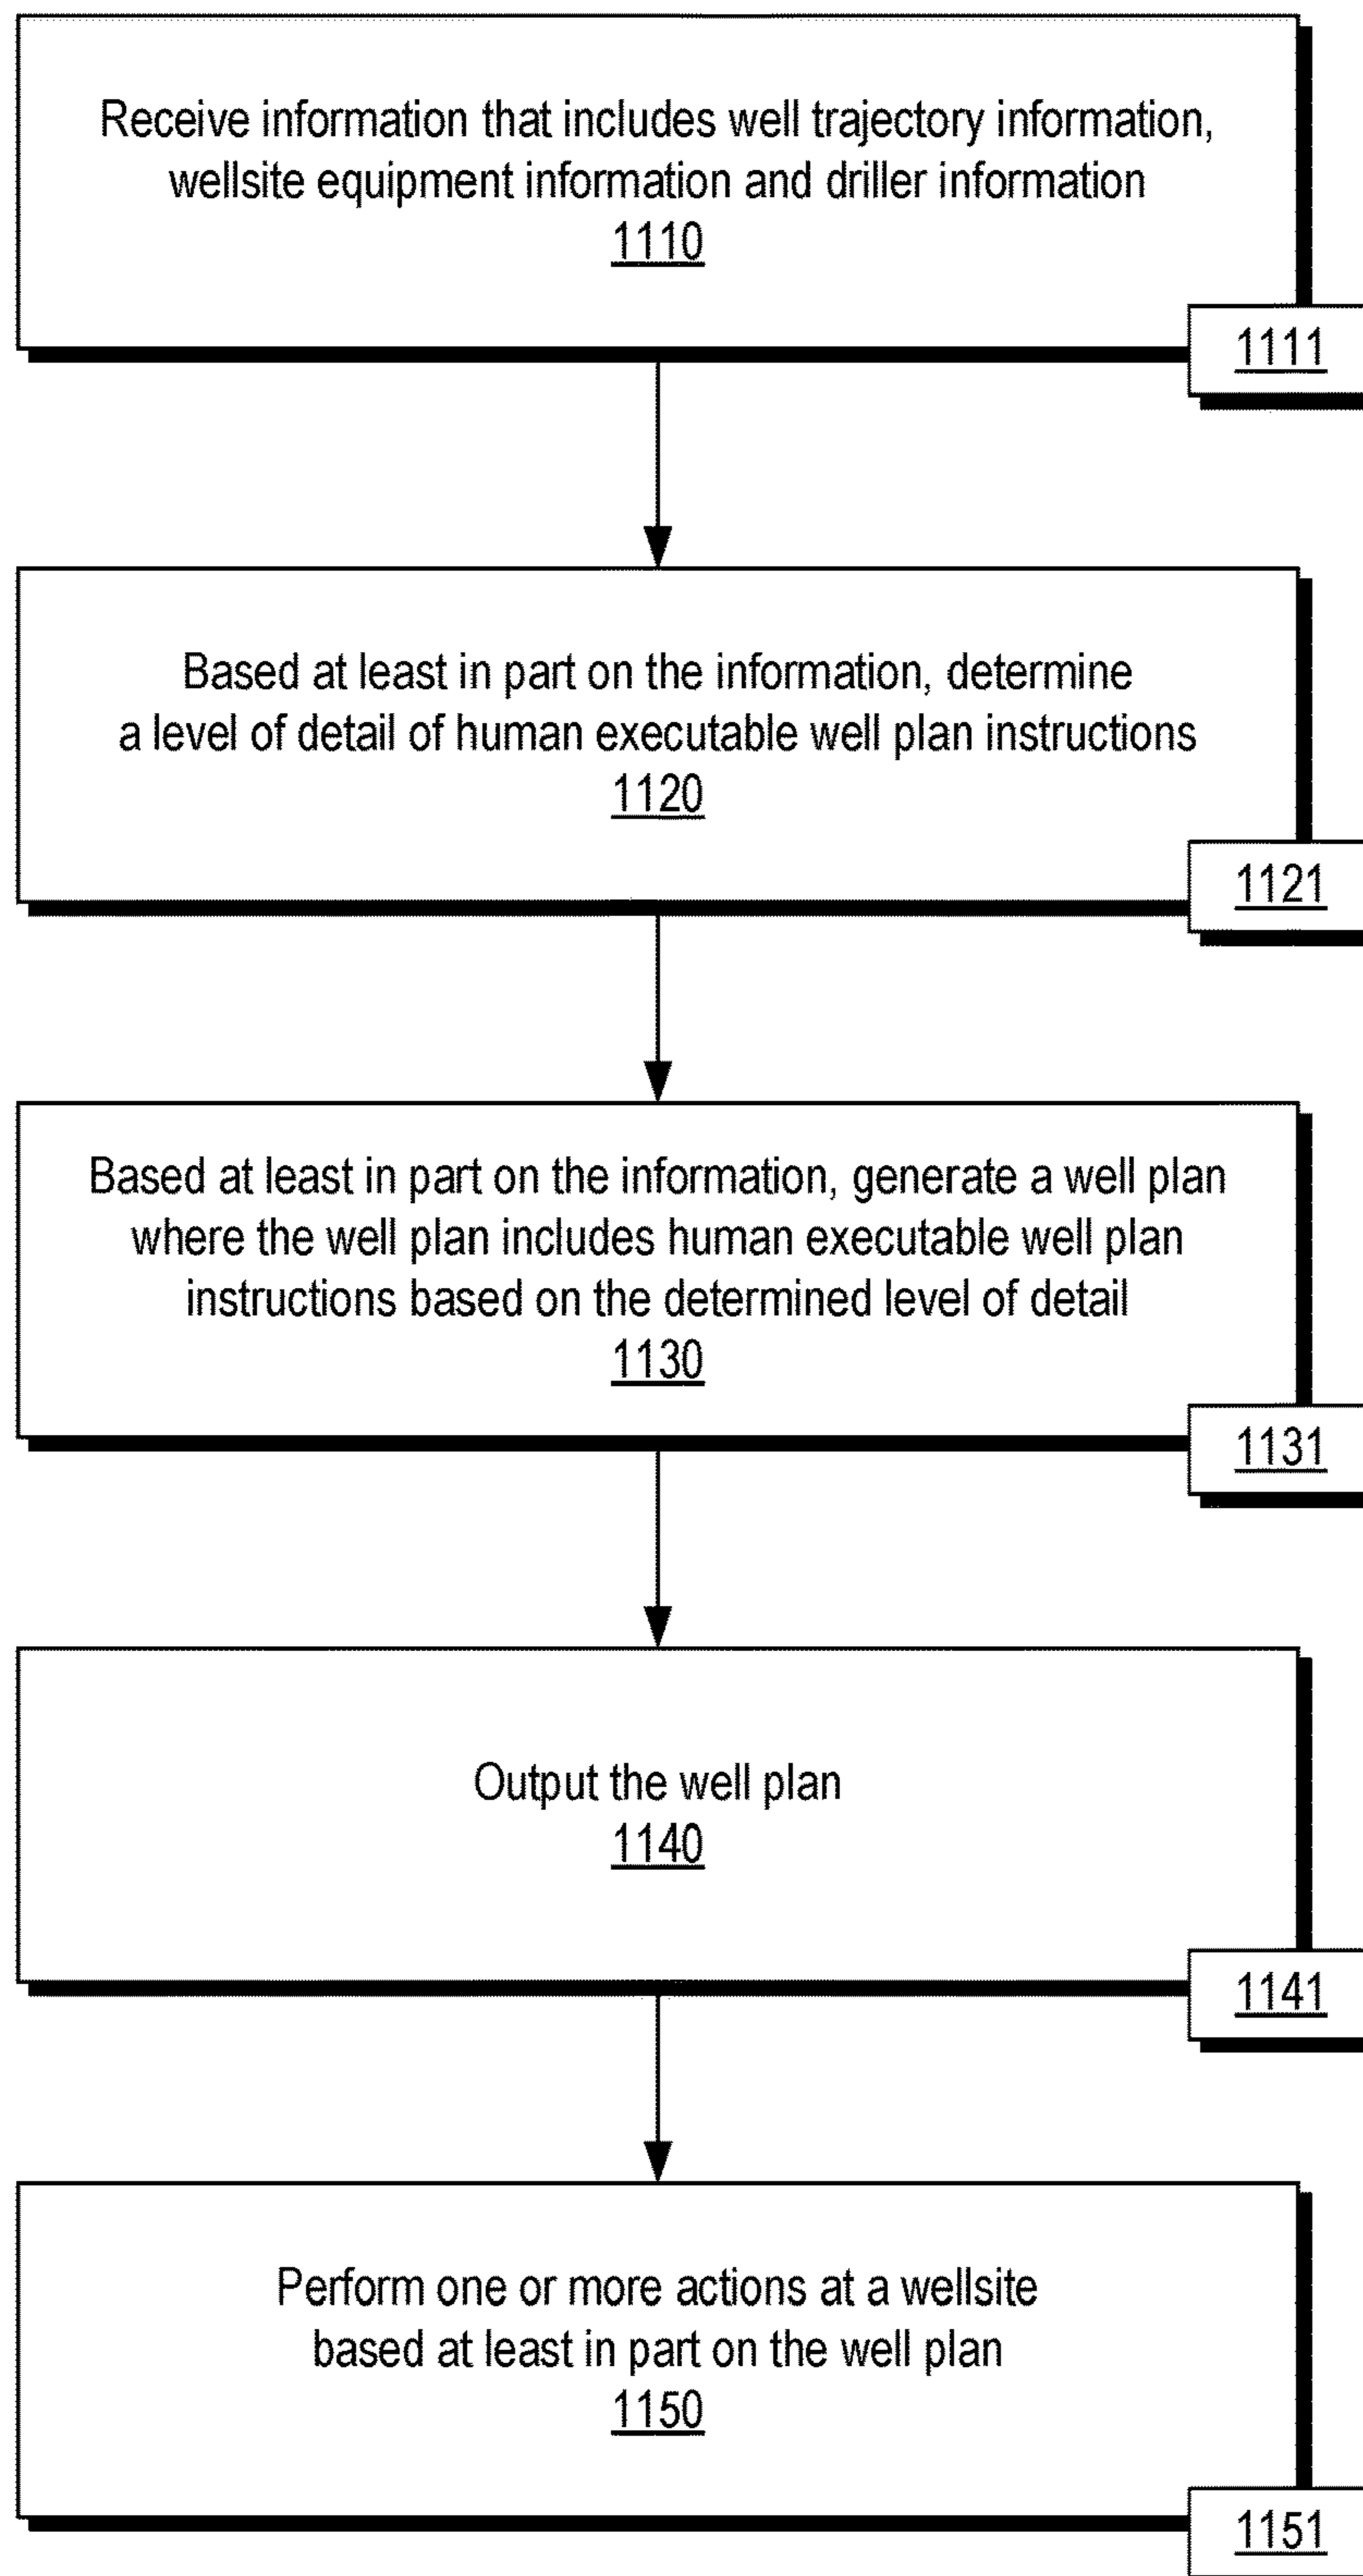 Receive information that includes well trajectory information,
wellsite equipment information and driller information
1110
1111
Based at least in part on the information, determine
a level of detail of human executable well plan instructions
1120
1121
Based at least in part on the information, generate a well plan
where the well plan includes human executable well plan
instructions based on the determined level of detail
1130
1131
Output the well plan
1140
1141
Perform one or more actions at a wellsite
based at least in part on the well plan
1150
1151